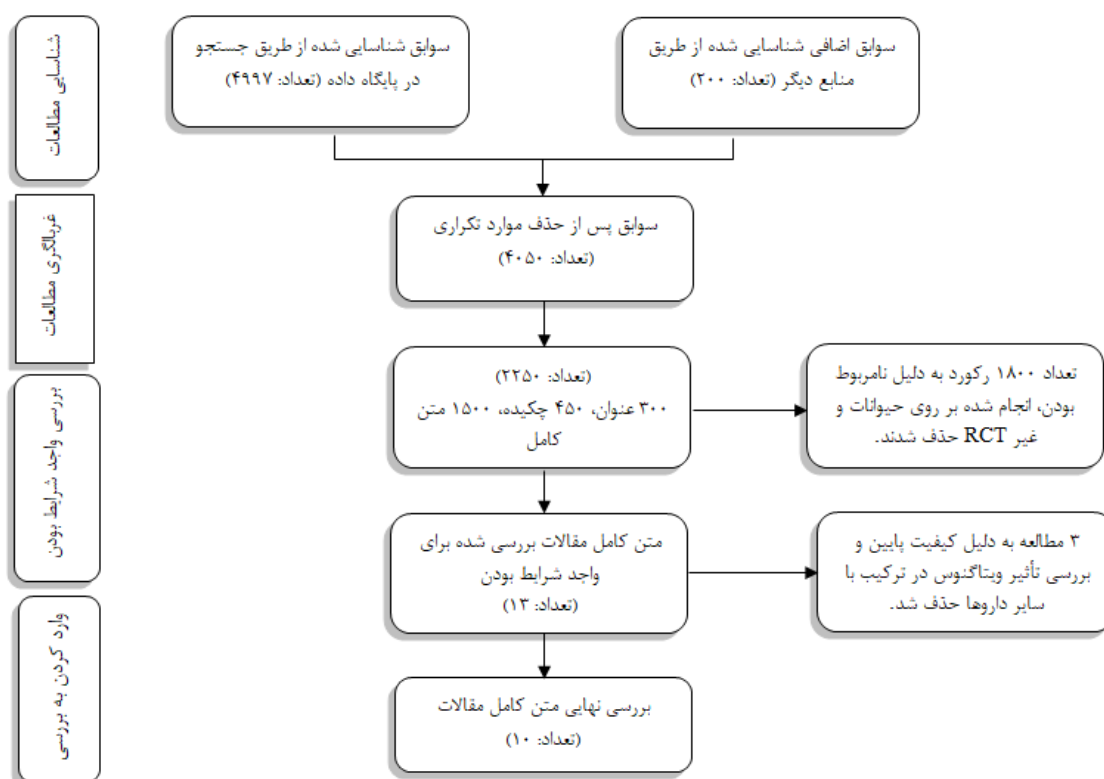 شناسایی مطالعات
سوابق اضافی شناسایی شده از طریق
منابع دیگر (تعداد: ۲۰۰)
سوابق شناسایی شده از طریق جستجو
در پایگاه داده (تعداد: ۴۹۹۷)
غربالگری مطالعات
سوابق پس از حذف موارد تکراری
(تعداد: ۴۰۵۰)
بررسی واجد شرایط بودن
(تعداد: ۲۲۵۰)
۳۰۰ عنوان، ۴۵۰ چکیده، ۱۵۰۰ متن
کامل
تعداد ۱۸۰۰ رکورد به دلیل نامربوط
بودن، انجام شده بر روی حیوانات و
غیر RCT حذف شدند.
متن کامل مقالات بررسی شده برای
واجد شرایط بودن
(تعداد: ۱۳)
۳ مطالعه به دلیل کیفیت پایین و
بررسی تأثیر ویتاگنوس در ترکیب با
سایر داروها حذف شد.
وارد کردن به بررسی
بررسی نهایی متن کامل مقالات
(تعداد: ۱۰)